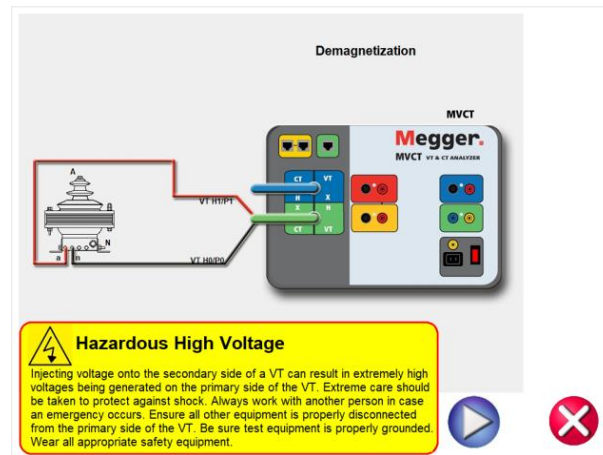 Demagnetization
MVCT
Megger.
MVCT VT & CT ANALYZER
CT VT
H X
X H
CT VT
A
VT H1/P1
N
a n
VT H0/P0
Hazardous High Voltage
Injecting voltage onto the secondary side of a VT can result in extremely high
voltages being generated on the primary side of the VT. Extreme care should
be taken to protect against shock. Always work with another person in case
an emergency occurs. Ensure all other equipment is properly disconnected
from the primary side of the VT. Be sure test equipment is properly grounded.
Wear all appropriate safety equipment.